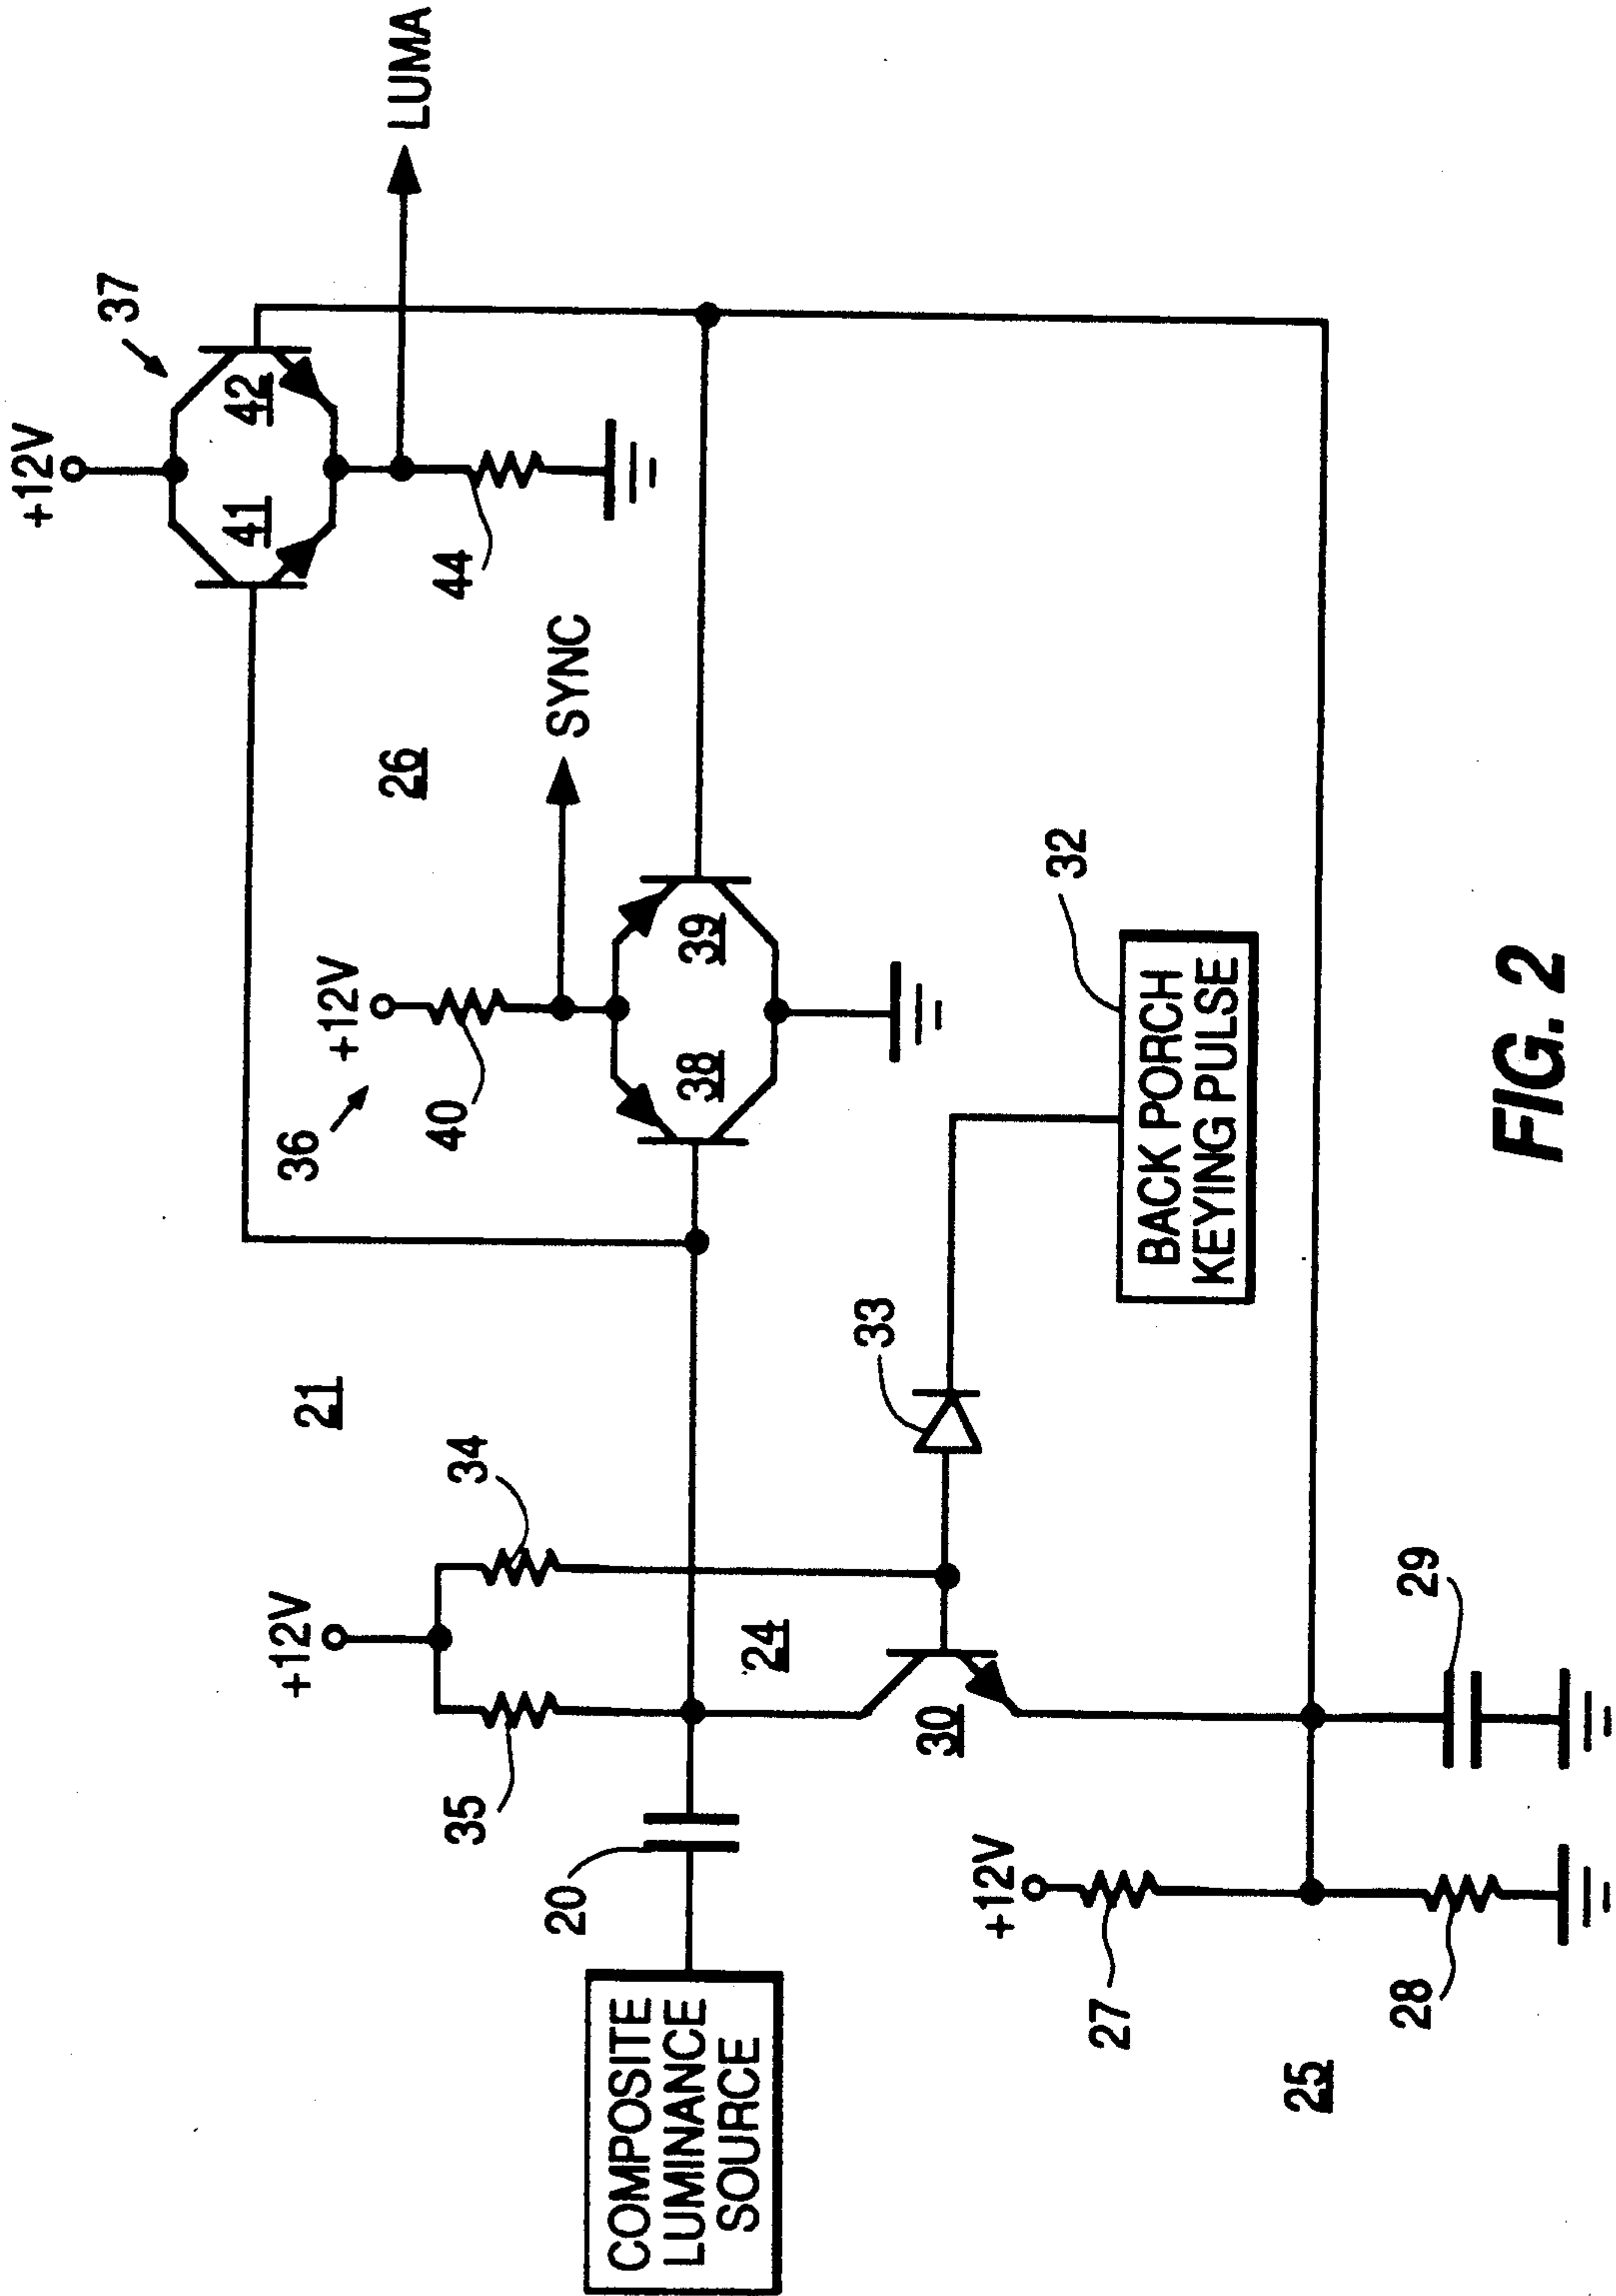 +12V
37
41
42
LUMA
44
26
+12V
36
40
SYNC
38
39
21
+12V
35
34
20
COMPOSITE
LUMINANCE
SOURCE
24
30
33
32
BACK PORCH
KEYING PULSE
+12V
27
28
25
29
FIG. 2